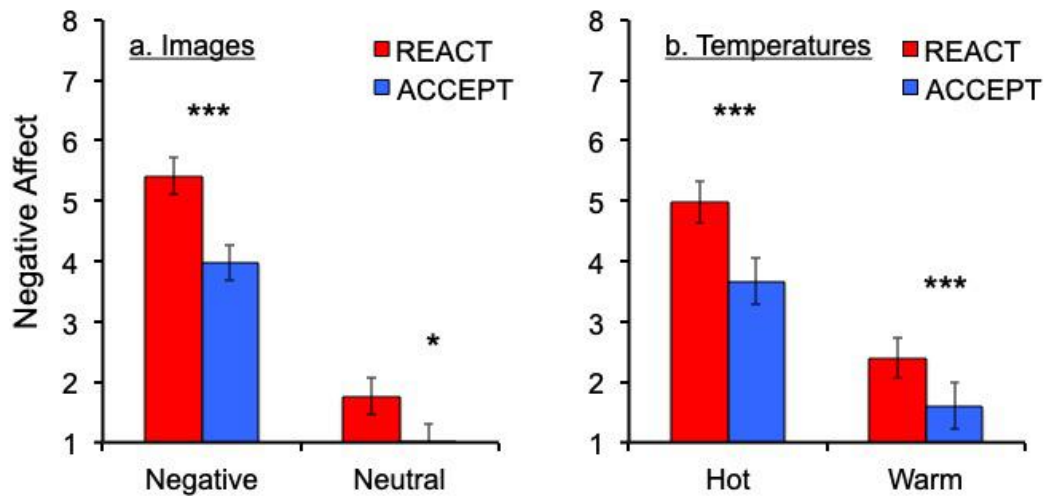 a. Images
REACT
ACCEPT
Negative Affect
8
7
6
5
4
3
2
1
***
*
Negative
Neutral
b. Temperatures
REACT
ACCEPT
8
7
6
5
4
3
2
1
***
***
Hot
Warm